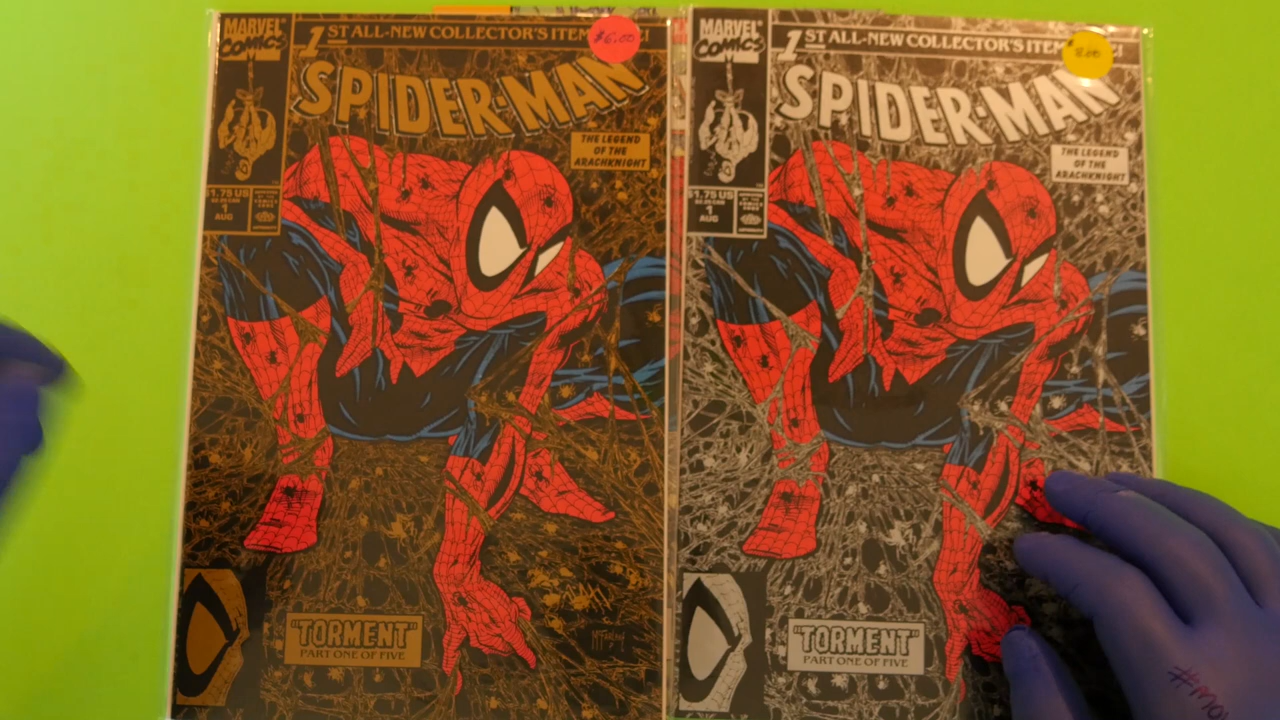 MARVEL
COMICS
1ST ALL-NEW COLLECTOR'S ITEM
$6.00
SPIDER-MAN
THE LEGEND
OF THE
ARACHKNIGHT
$1.75 US
1
AUG
"TORMENT"
PART ONE OF FIVE
MARVEL
COMICS
1ST ALL-NEW COLLECTOR'S ITEM
SPIDER-MAN
THE LEGEND
OF THE
ARACHKNIGHT
$1.75 US
1
AUG
"TORMENT"
PART ONE OF FIVE